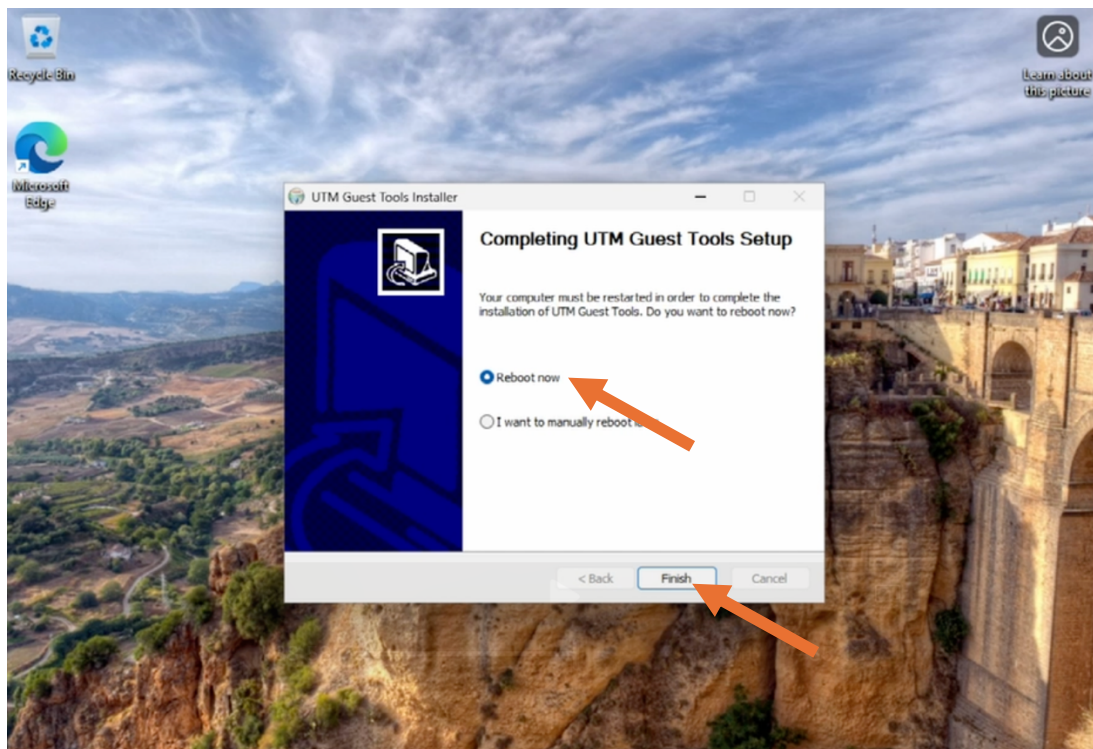 Recycle Bin
Learn about
this picture
Microsoft
Edge
UTM Guest Tools Installer
Completing UTM Guest Tools Setup
Your computer must be restarted in order to complete the
installation of UTM Guest Tools. Do you want to reboot now?
Reboot now
I want to manually reboot
< Back
Finish
Cancel